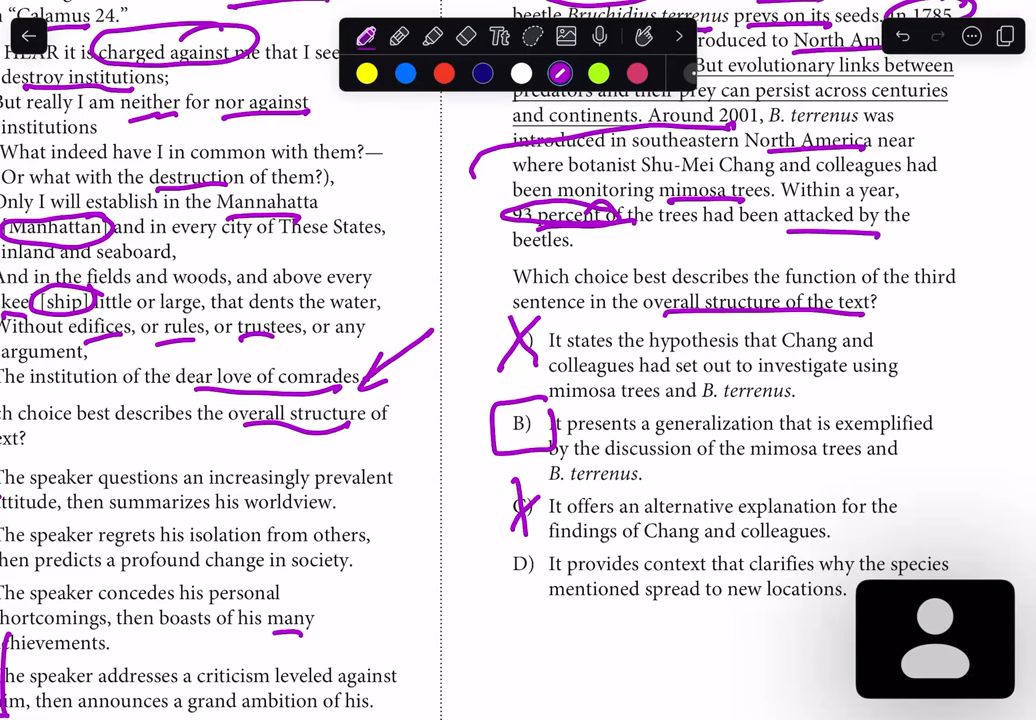 “Calamus 24.”
HEAR it is charged against me that I see
destroy institutions;
But really I am neither for nor against
institutions
What indeed have I in common with them?—
Or what with the destruction of them?),
Only I will establish in the Mannahatta
[Manhattan] and in every city of These States,
inland and seaboard,
And in the fields and woods, and above every
keel [ship] little or large, that dents the water,
Without edifices, or rules, or trustees, or any
argument,
The institution of the dear love of comrades
ch choice best describes the overall structure of
ext?
The speaker questions an increasingly prevalent
ttitude, then summarizes his worldview.
The speaker regrets his isolation from others,
hen predicts a profound change in society.
The speaker concedes his personal
hortcomings, then boasts of his many
chievements.
The speaker addresses a criticism leveled against
im, then announces a grand ambition of his.
beetle Bruchidius terrenus preys on its seeds. In 1785,
roduced to North Am
But evolutionary links between
predators and their prey can persist across centuries
and continents. Around 2001, B. terrenus was
introduced in southeastern North America near
where botanist Shu-Mei Chang and colleagues had
been monitoring mimosa trees. Within a year,
93 percent of the trees had been attacked by the
beetles.
Which choice best describes the function of the third
sentence in the overall structure of the text?
It states the hypothesis that Chang and
colleagues had set out to investigate using
mimosa trees and B. terrenus.
B) It presents a generalization that is exemplified
by the discussion of the mimosa trees and
B. terrenus.
C) It offers an alternative explanation for the
findings of Chang and colleagues.
D) It provides context that clarifies why the species
mentioned spread to new locations.
Tt